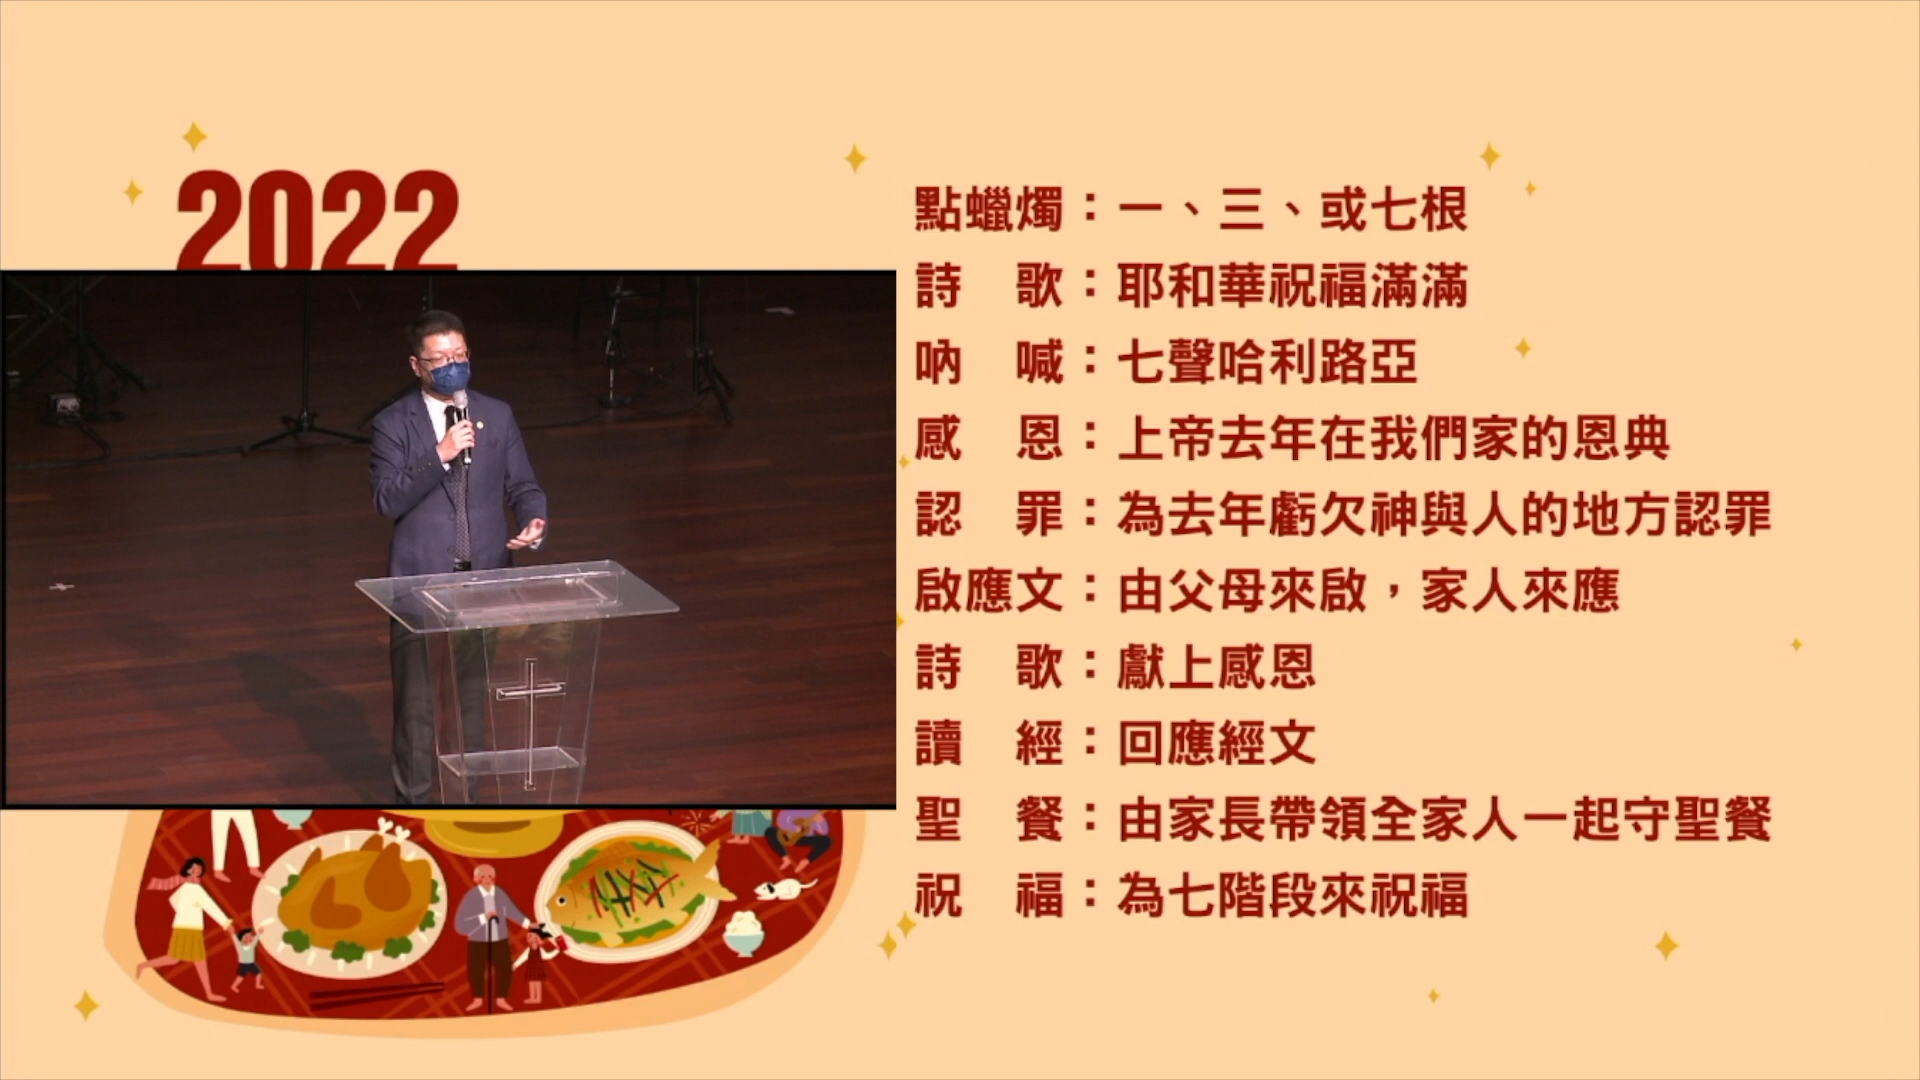 2022
點蠟燭：一、三、或七根
詩　歌：耶和華祝福滿滿
吶　喊：七聲哈利路亞
感　恩：上帝去年在我們家的恩典
認　罪：為去年虧欠神與人的地方認罪
啟應文：由父母來啟，家人來應
詩　歌：獻上感恩
讀　經：回應經文
聖　餐：由家長帶領全家人一起守聖餐
祝　福：為七階段來祝福